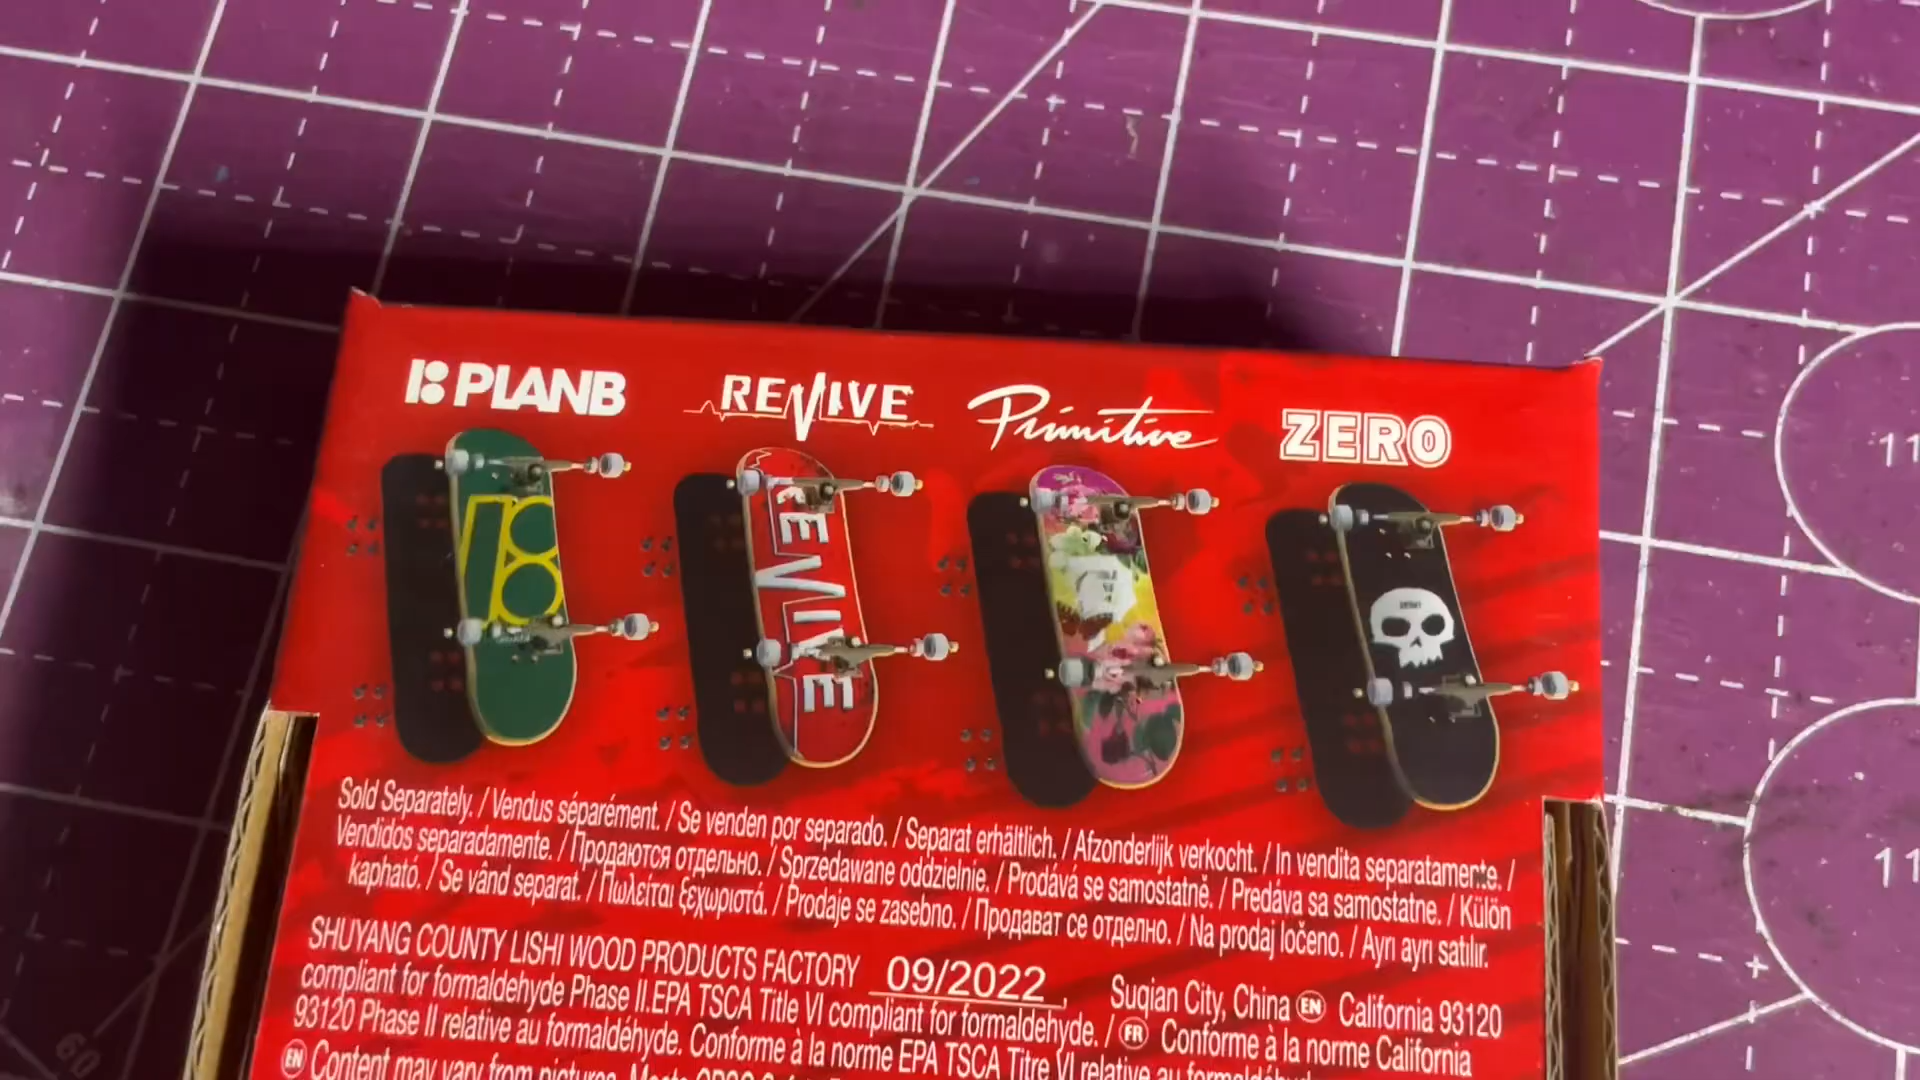 PLANB
REVIVE
Primitive
ZERO
REVIVE
Sold Separately. / Vendus séparément. / Se venden por separado. / Separat erhältlich. / Afzonderlijk verkocht. / In vendita separatamente. /
Vendidos separadamente. / Продаются отдельно. / Sprzedawane oddzielnie. / Prodává se samostatně. / Predáva sa samostatne. / Külön
kapható. / Se vând separat. / Πωλείται ξεχωριστά. / Prodaje se zasebno. / Продават се отделно. / Na prodaj ločeno. / Ayrı ayrı satılır.
SHUYANG COUNTY LISHI WOOD PRODUCTS FACTORY 09/2022, Suqian City, China EN California 93120
compliant for formaldehyde Phase II.EPA TSCA Title VI compliant for formaldehyde. / FR Conforme à la norme California
93120 Phase II relative au formaldéhyde. Conforme à la norme EPA TSCA Titre VI relative au
EN Content may vary from pictures. Meets CPSC
11
11
60